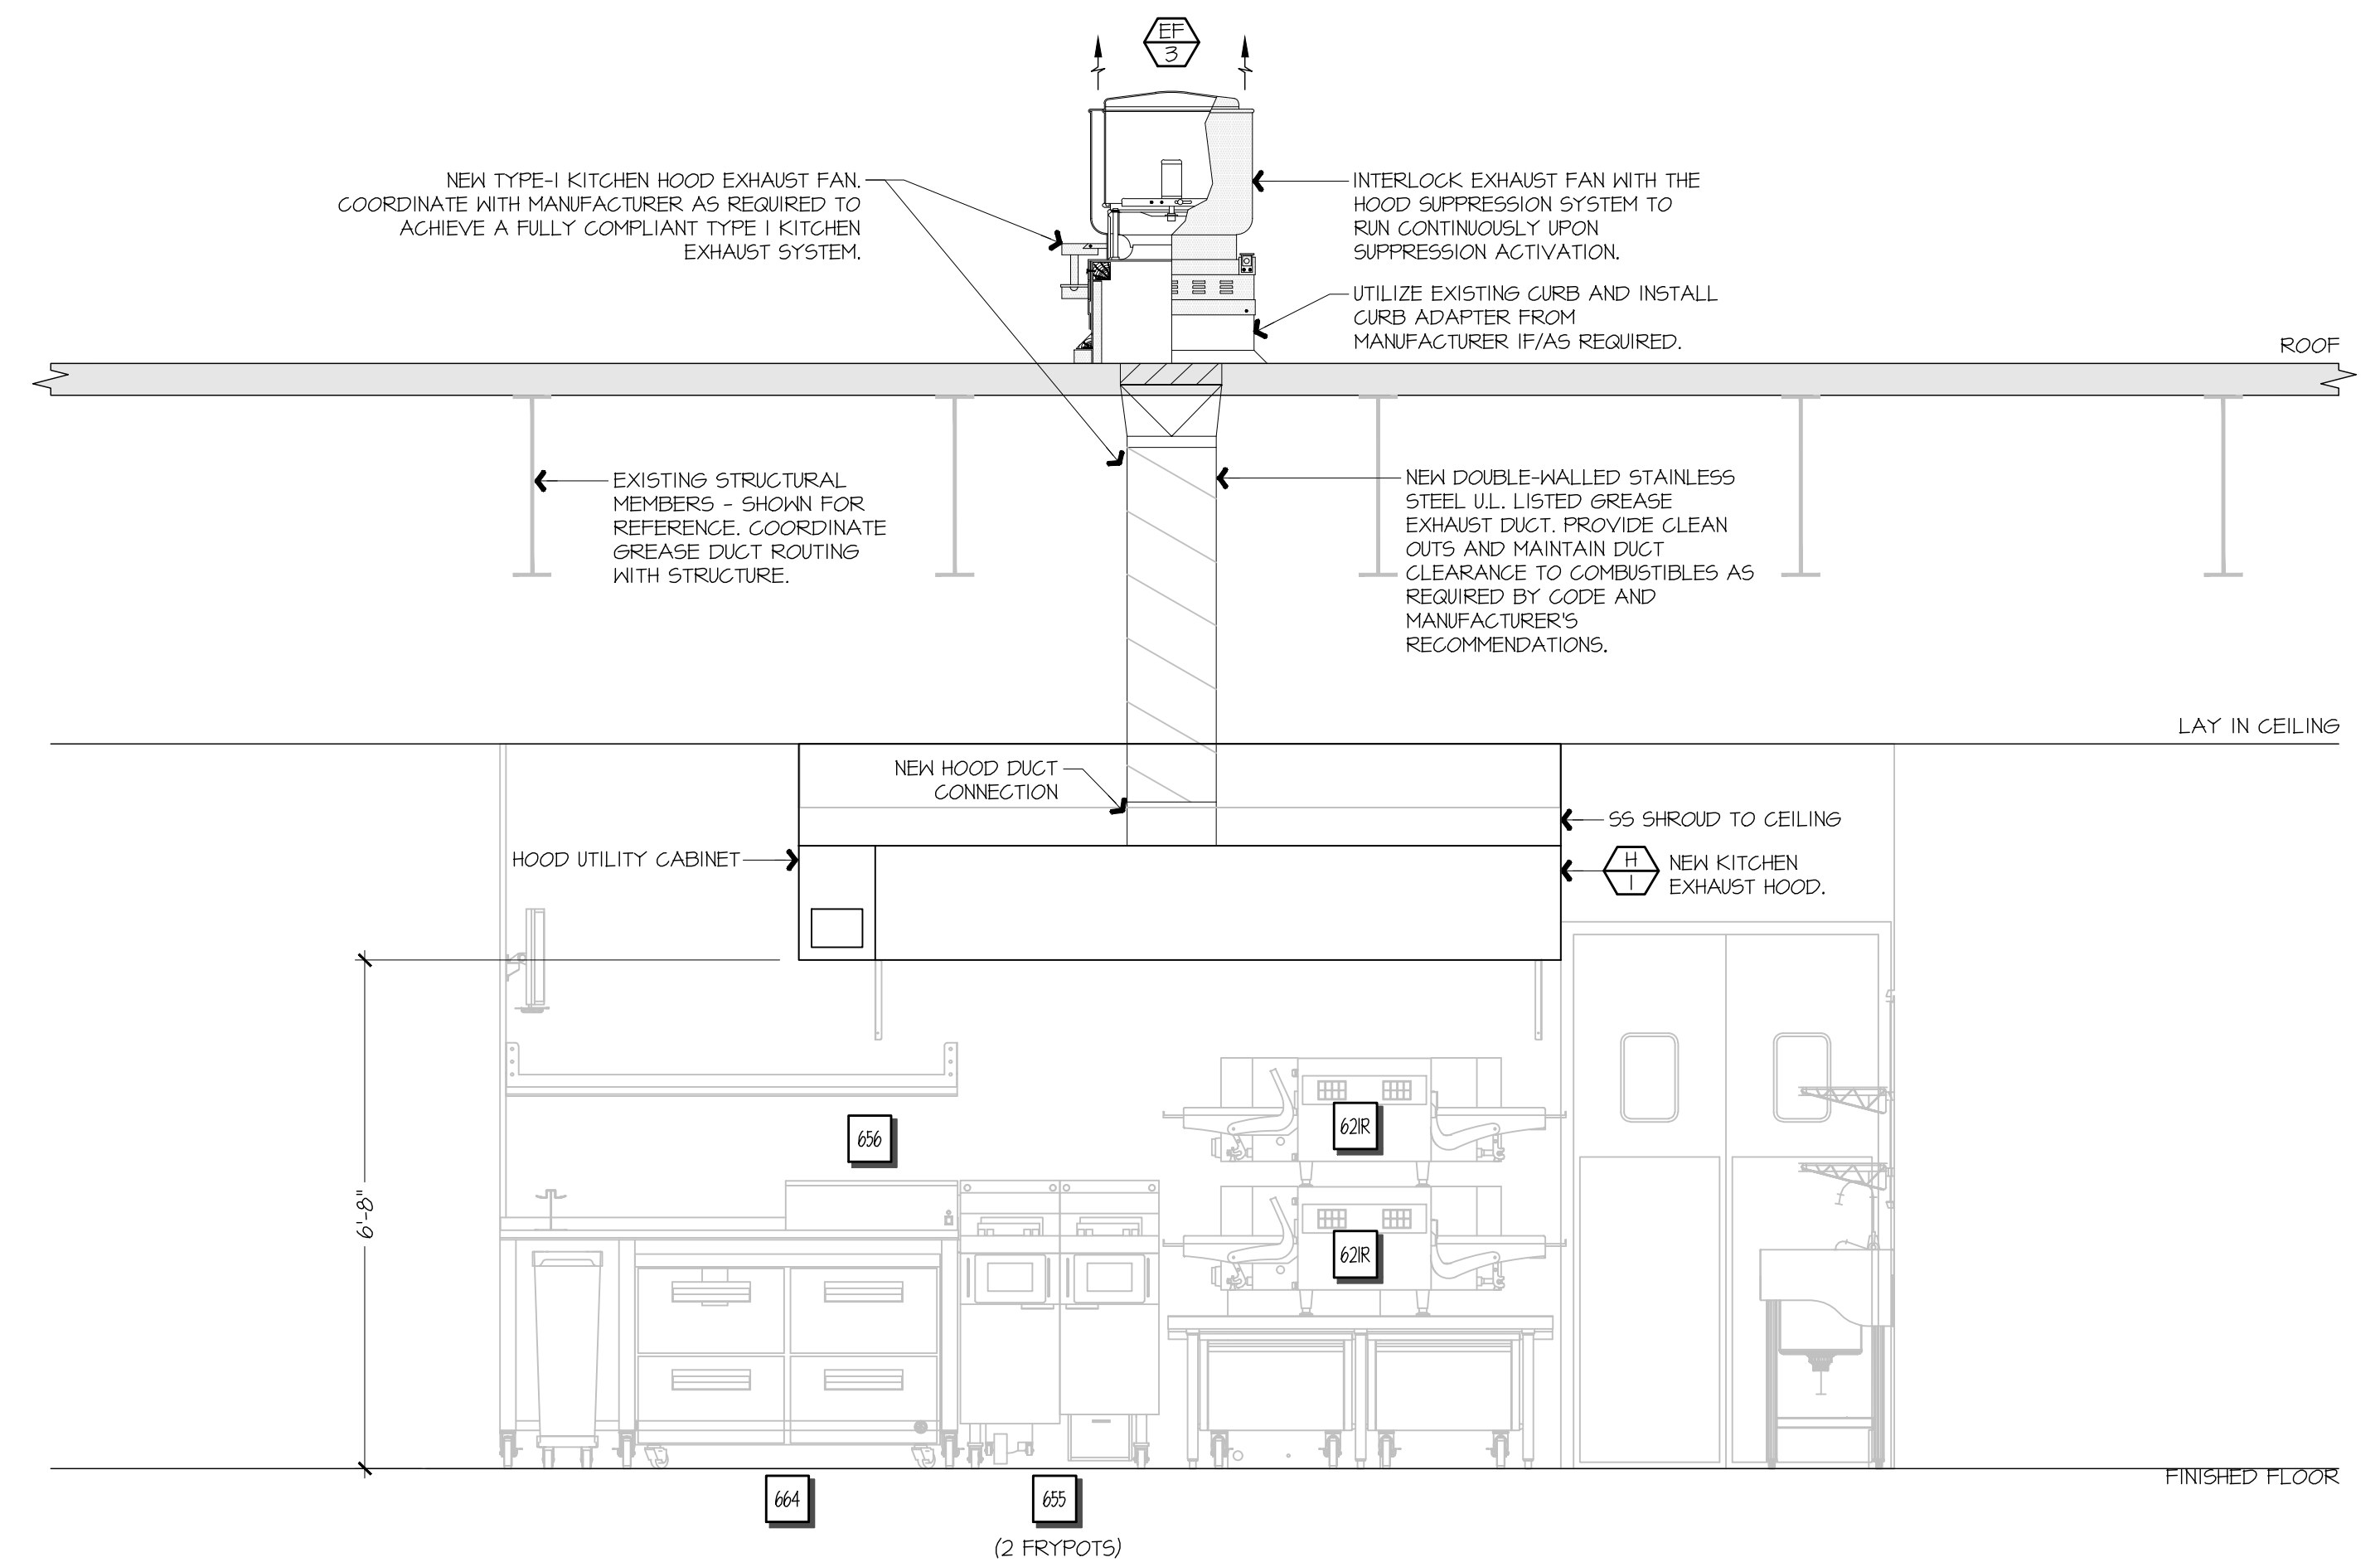 EF
3
NEW TYPE-I KITCHEN HOOD EXHAUST FAN.
COORDINATE WITH MANUFACTURER AS REQUIRED TO
ACHIEVE A FULLY COMPLIANT TYPE I KITCHEN
EXHAUST SYSTEM.
INTERLOCK EXHAUST FAN WITH THE
HOOD SUPPRESSION SYSTEM TO
RUN CONTINUOUSLY UPON
SUPPRESSION ACTIVATION.
UTILIZE EXISTING CURB AND INSTALL
CURB ADAPTER FROM
MANUFACTURER IF/AS REQUIRED.
ROOF
EXISTING STRUCTURAL
MEMBERS - SHOWN FOR
REFERENCE. COORDINATE
GREASE DUCT ROUTING
WITH STRUCTURE.
NEW DOUBLE-WALLED STAINLESS
STEEL U.L. LISTED GREASE
EXHAUST DUCT. PROVIDE CLEAN
OUTS AND MAINTAIN DUCT
CLEARANCE TO COMBUSTIBLES AS
REQUIRED BY CODE AND
MANUFACTURER'S
RECOMMENDATIONS.
LAY IN CEILING
NEW HOOD DUCT
CONNECTION
SS SHROUD TO CEILING
HOOD UTILITY CABINET
H
1
NEW KITCHEN
EXHAUST HOOD.
6'-8"
656
621R
621R
664
655
(2 FRYPOTS)
FINISHED FLOOR